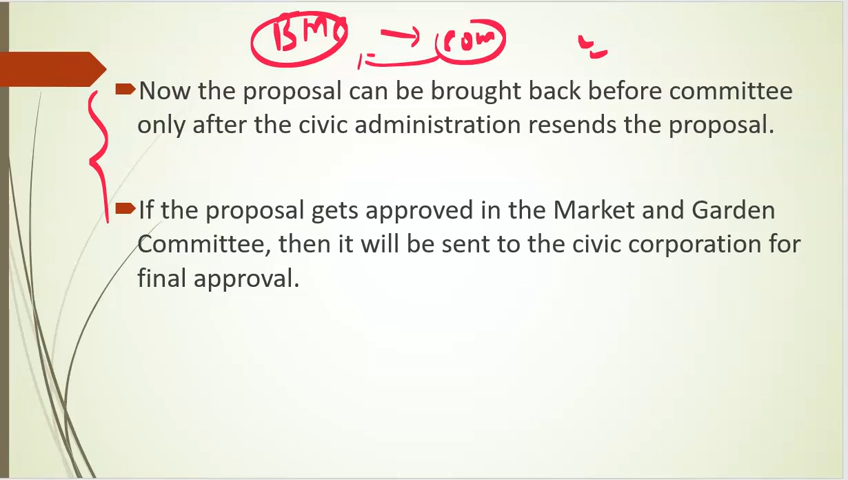 BMC → com
Now the proposal can be brought back before committee
only after the civic administration resends the proposal.
If the proposal gets approved in the Market and Garden
Committee, then it will be sent to the civic corporation for
final approval.